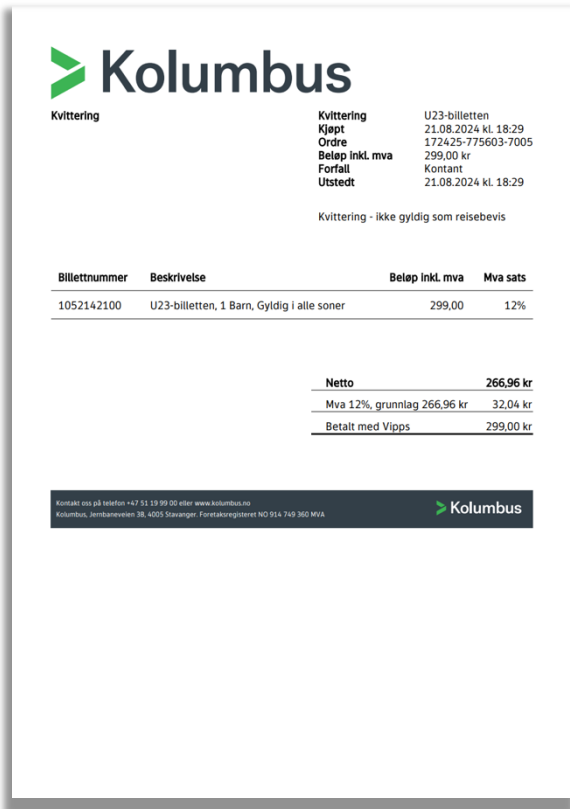 Kolumbus
Kvittering
Kvittering U23-billetten
Kjøpt 21.08.2024 kl. 18:29
Ordre 172425-775603-7005
Beløp inkl. mva 299,00 kr
Forfall Kontant
Utstedt 21.08.2024 kl. 18:29
Kvittering - ikke gyldig som reisebevis
Billettnummer Beskrivelse Beløp inkl. mva Mva sats
1052142100 U23-billetten, 1 Barn, Gyldig i alle soner 299,00 12%
Netto 266,96 kr
Mva 12%, grunnlag 266,96 kr 32,04 kr
Betalt med Vipps 299,00 kr
Kontakt oss på telefon +47 51 19 99 00 eller www.kolumbus.no
Kolumbus, Jernbaneveien 38, 4005 Stavanger. Foretaksregisteret NO 914 749 360 MVA
Kolumbus